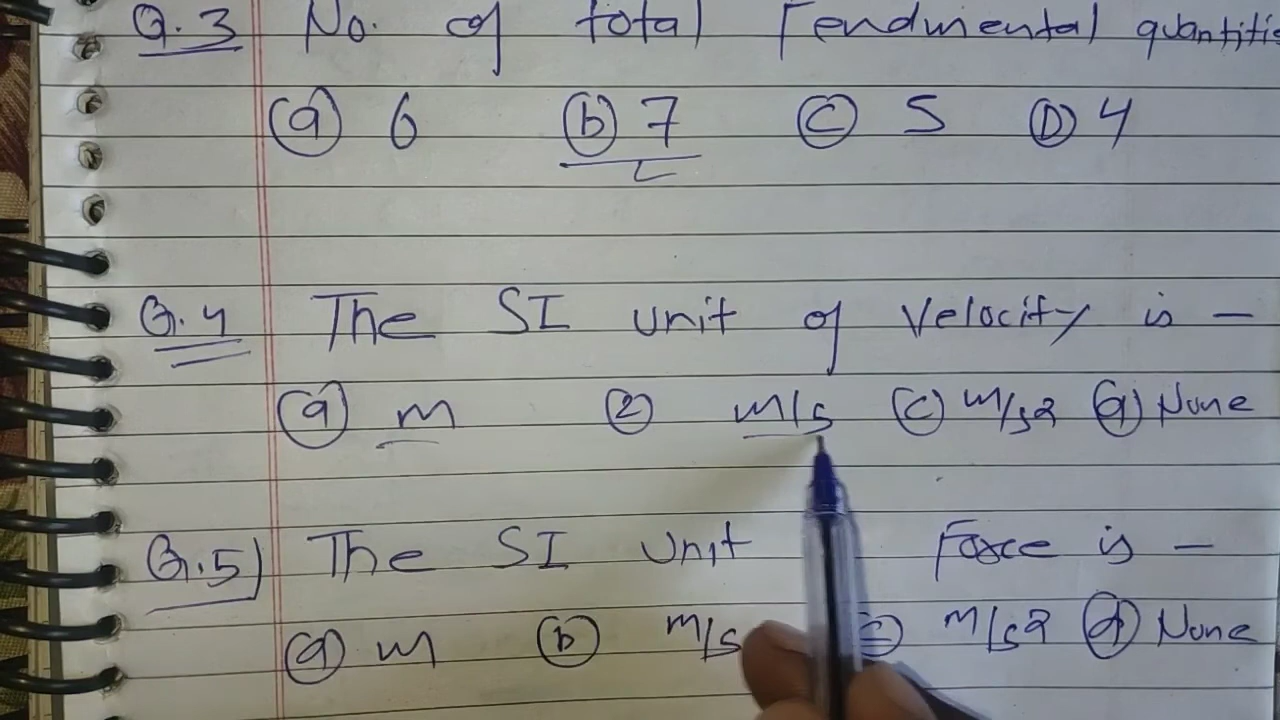 Q.3 No. of total Fendmental quantitie
(a) 6 (b) 7 (c) 5 (D) 4
Q.4 The SI unit of Velocity is -
(a) m (2) m/s (c) m/s2 (d) None
Q.5) The SI Unit Force is -
(a) m (b) m/s (c) m/s2 (d) None